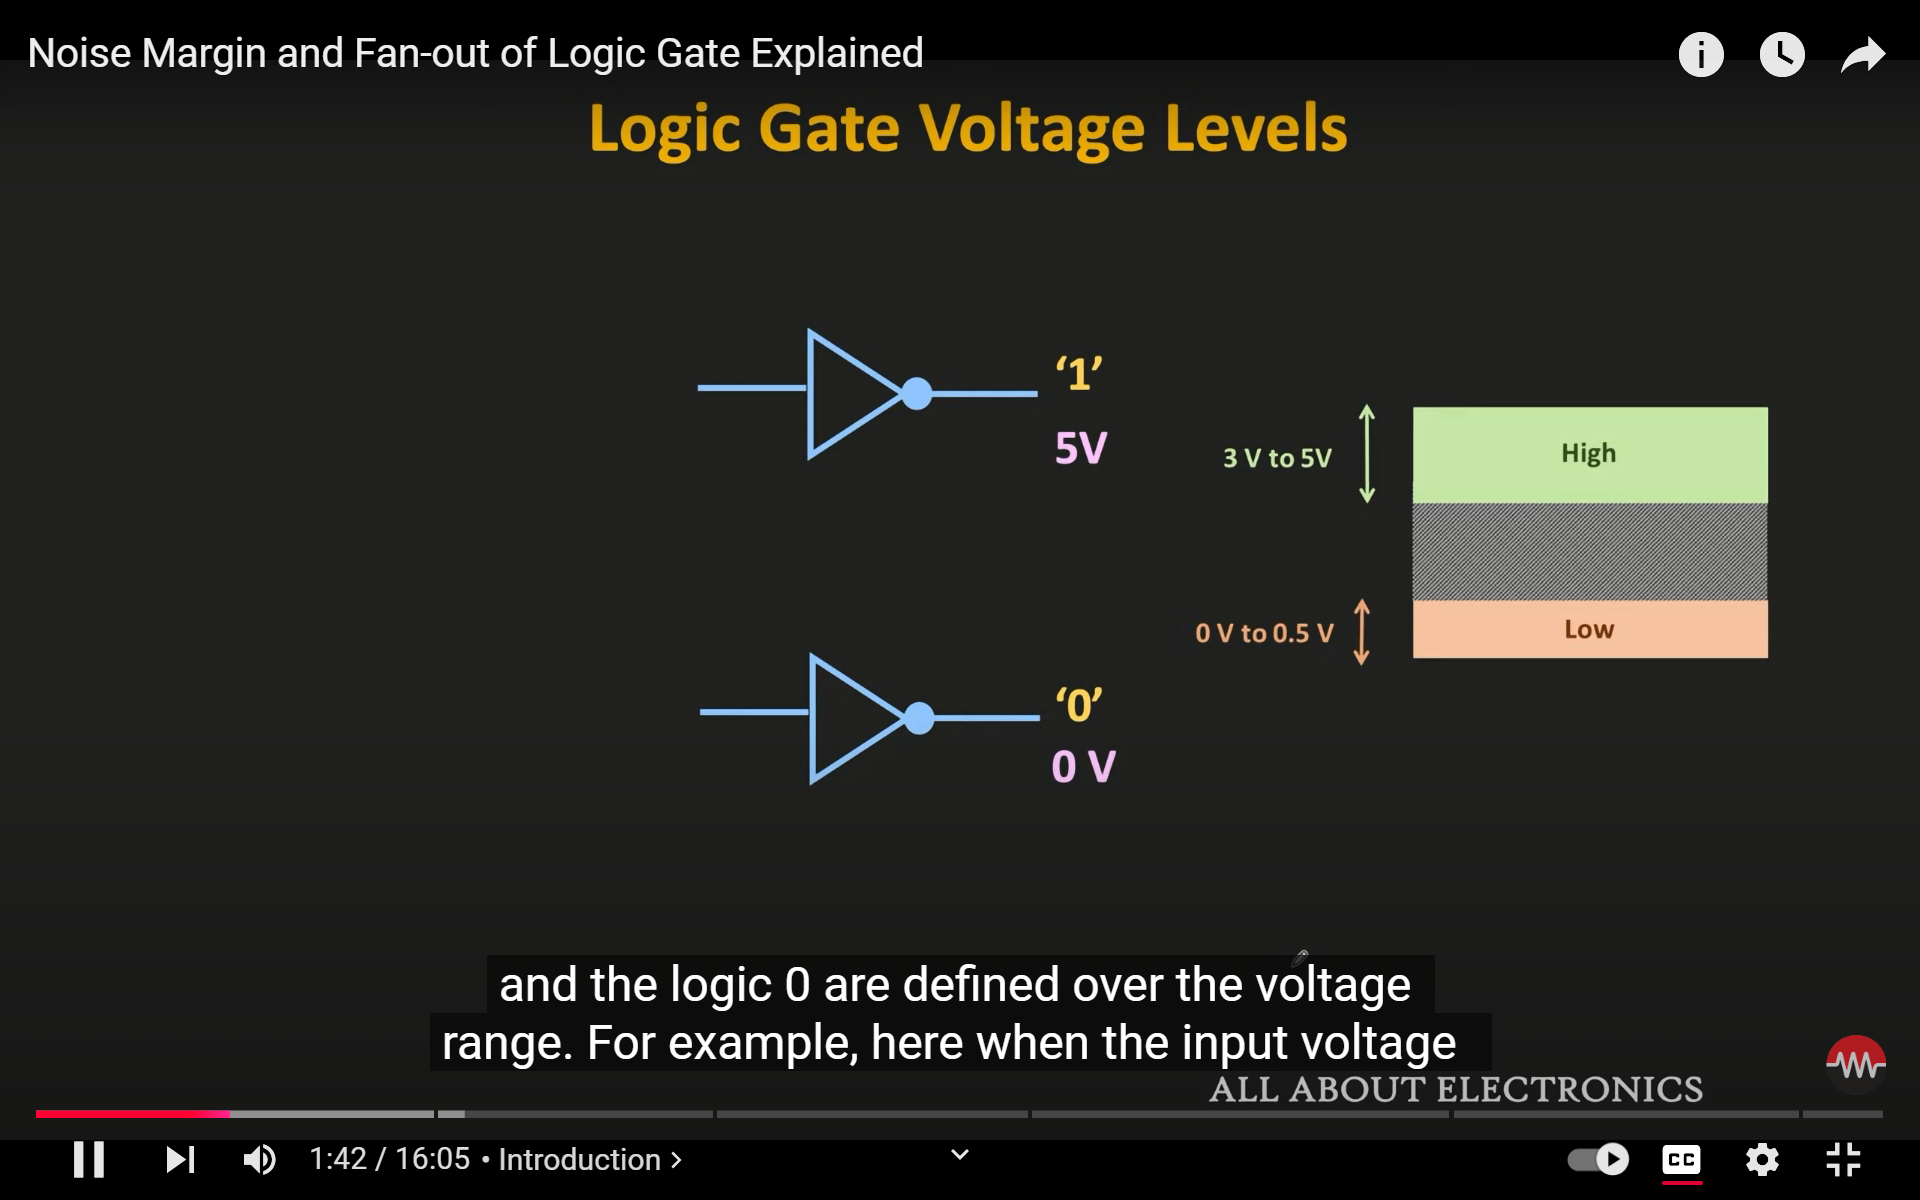 Noise Margin and Fan-out of Logic Gate Explained
Logic Gate Voltage Levels
‘1’
5V
3 V to 5V
High
0 V to 0.5 V
Low
‘0’
0 V
and the logic 0 are defined over the voltage
range. For example, here when the input voltage
ALL ABOUT ELECTRONICS
1:42 / 16:05 • Introduction >
CC